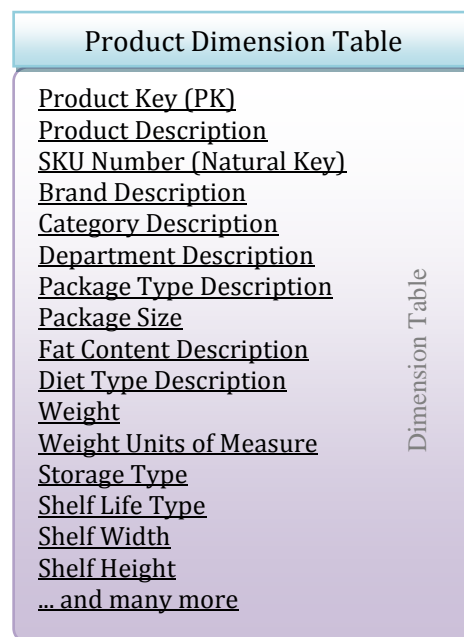 Product Dimension Table
Product Key (PK)
Product Description
SKU Number (Natural Key)
Brand Description
Category Description
Department Description
Package Type Description
Package Size
Fat Content Description
Diet Type Description
Weight
Weight Units of Measure
Storage Type
Shelf Life Type
Shelf Width
Shelf Height
... and many more
Dimension Table